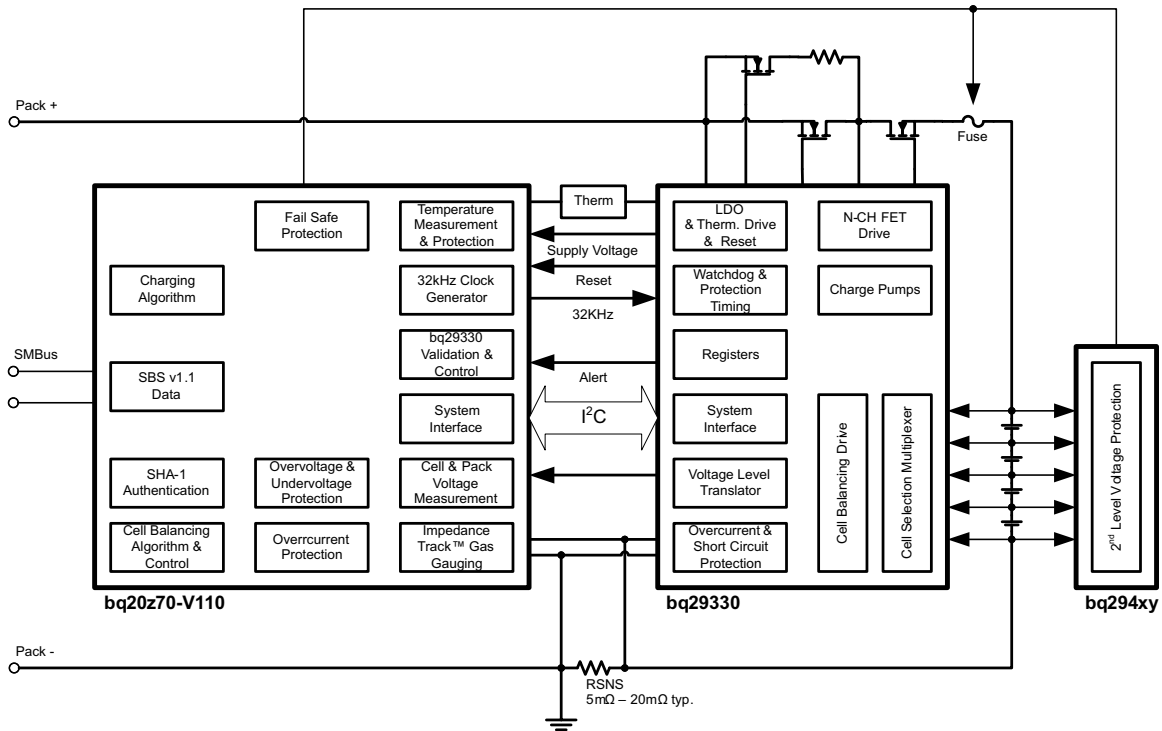 Pack +
Fuse
Fail Safe
Protection
Temperature
Measurement
& Protection
Therm
LDO
& Therm. Drive
& Reset
N-CH FET
Drive
Supply Voltage
Charging
Algorithm
32kHz Clock
Generator
Reset
32KHz
Watchdog &
Protection
Timing
Charge Pumps
SMBus
SBS v1.1
Data
bq29330
Validation &
Control
Alert
Registers
System
Interface
I²C
System
Interface
Cell Balancing Drive
Cell Selection Multiplexer
2nd Level Voltage Protection
SHA-1
Authentication
Overvoltage &
Undervoltage
Protection
Cell & Pack
Voltage
Measurement
Voltage Level
Translator
Cell Balancing
Algorithm &
Control
Overcurrent
Protection
Impedance
Track™ Gas
Gauging
Overcurrent &
Short Circuit
Protection
bq20z70-V110
bq29330
bq294xy
Pack -
RSNS
5mΩ – 20mΩ typ.